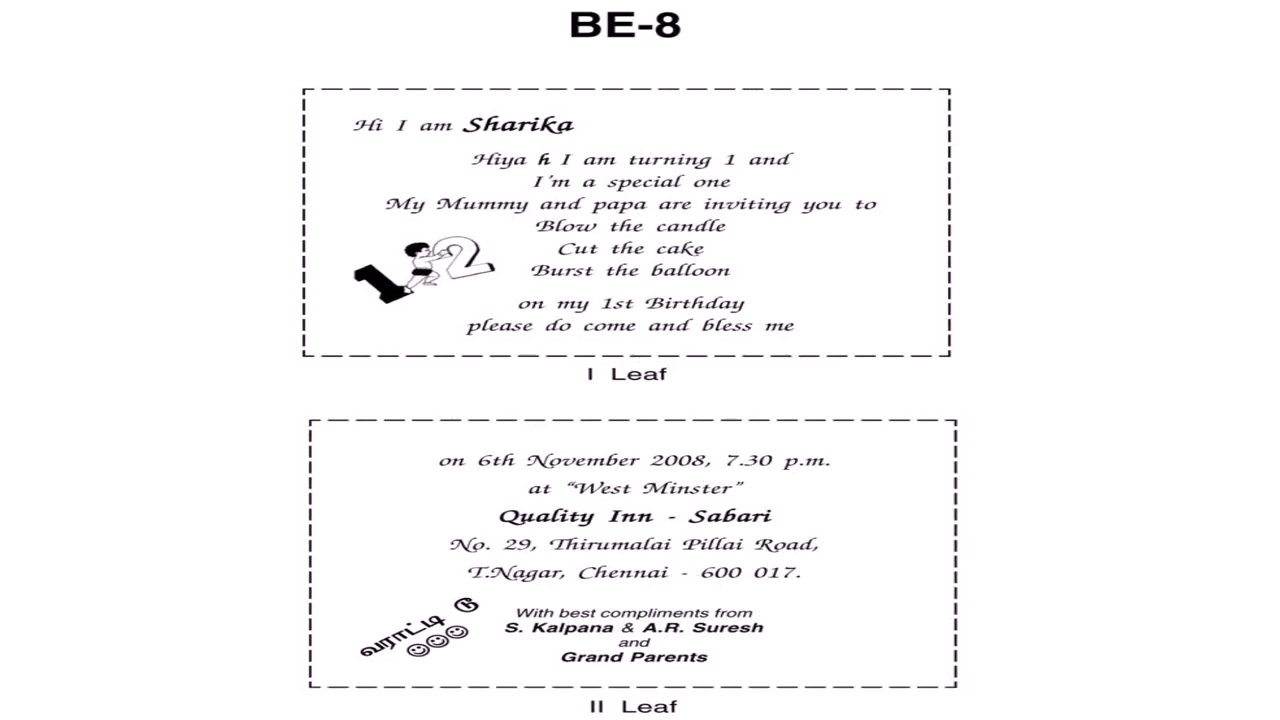 BE-8
Hi I am Sharika
Hiya h I am turning 1 and
I'm a special one
My Mummy and papa are inviting you to
Blow the candle
Cut the cake
Burst the balloon
1 2
on my 1st Birthday
please do come and bless me
I Leaf
on 6th November 2008, 7.30 p.m.
at “West Minster”
Quality Inn - Sabari
No. 29, Thirumalai Pillai Road,
T.Nagar, Chennai - 600 017.
வராட்டி டூ
With best compliments from
S. Kalpana & A.R. Suresh
and
Grand Parents
II Leaf